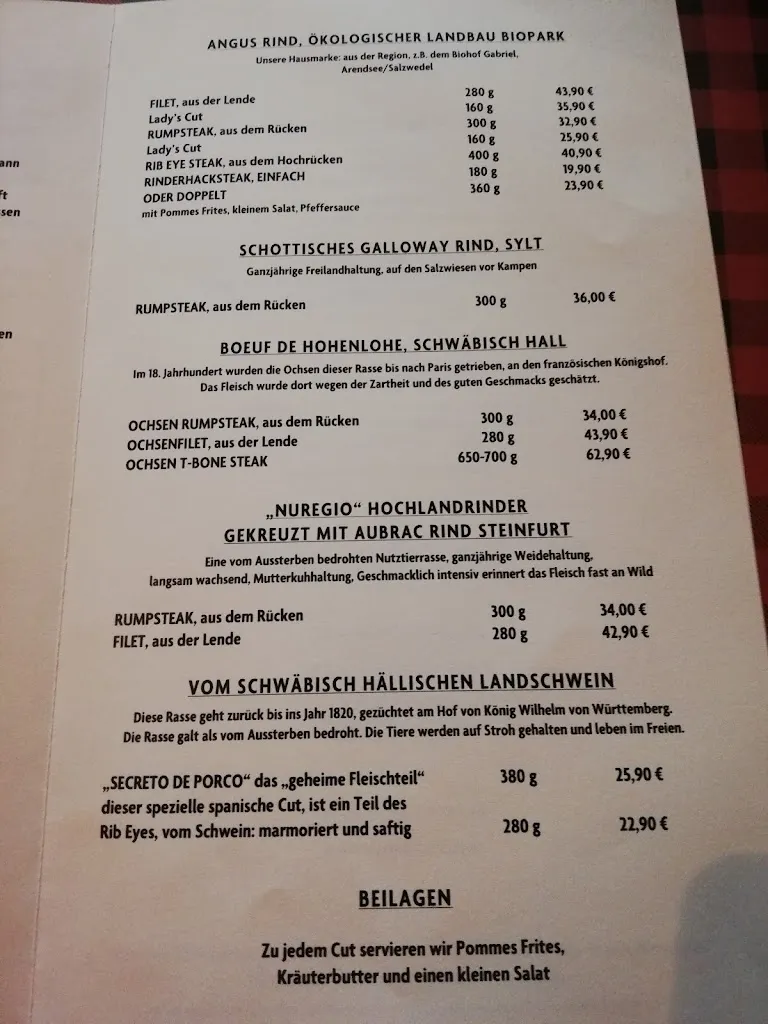 ANGUS RIND, ÖKOLOGISCHER LANDBAU BIOPARK
Unsere Hausmarke: aus der Region, z.B. dem Biohof Gabriel,
Arendsee/Salzwedel
FILET, aus der Lende 280 g 43,90 €
Lady's Cut 160 g 35,90 €
RUMPSTEAK, aus dem Rücken 300 g 32,90 €
Lady's Cut 160 g 25,90 €
RIB EYE STEAK, aus dem Hochrücken 400 g 40,90 €
RINDERHACKSTEAK, EINFACH 180 g 19,90 €
ODER DOPPELT 360 g 23,90 €
mit Pommes Frites, kleinem Salat, Pfeffersauce
SCHOTTISCHES GALLOWAY RIND, SYLT
Ganzjährige Freilandhaltung, auf den Salzwiesen vor Kampen
RUMPSTEAK, aus dem Rücken 300 g 36,00 €
BOEUF DE HOHENLOHE, SCHWÄBISCH HALL
Im 18. Jahrhundert wurden die Ochsen dieser Rasse bis nach Paris getrieben, an den französischen Königshof.
Das Fleisch wurde dort wegen der Zartheit und des guten Geschmacks geschätzt.
OCHSEN RUMPSTEAK, aus dem Rücken 300 g 34,00 €
OCHSENFILET, aus der Lende 280 g 43,90 €
OCHSEN T-BONE STEAK 650-700 g 62,90 €
„NUREGIO“ HOCHLANDRINDER
GEKREUZT MIT AUBRAC RIND STEINFURT
Eine vom Aussterben bedrohten Nutztierrasse, ganzjährige Weidehaltung,
langsam wachsend, Mutterkuhhaltung, Geschmacklich intensiv erinnert das Fleisch fast an Wild
RUMPSTEAK, aus dem Rücken 300 g 34,00 €
FILET, aus der Lende 280 g 42,90 €
VOM SCHWÄBISCH HÄLLISCHEN LANDSCHWEIN
Diese Rasse geht zurück bis ins Jahr 1820, gezüchtet am Hof von König Wilhelm von Württemberg.
Die Rasse galt als vom Aussterben bedroht. Die Tiere werden auf Stroh gehalten und leben im Freien.
„SECRETO DE PORCO“ das „geheime Fleischteil“ 380 g 25,90 €
dieser spezielle spanische Cut, ist ein Teil des
Rib Eyes, vom Schwein: marmoriert und saftig 280 g 22,90 €
BEILAGEN
Zu jedem Cut servieren wir Pommes Frites,
Kräuterbutter und einen kleinen Salat